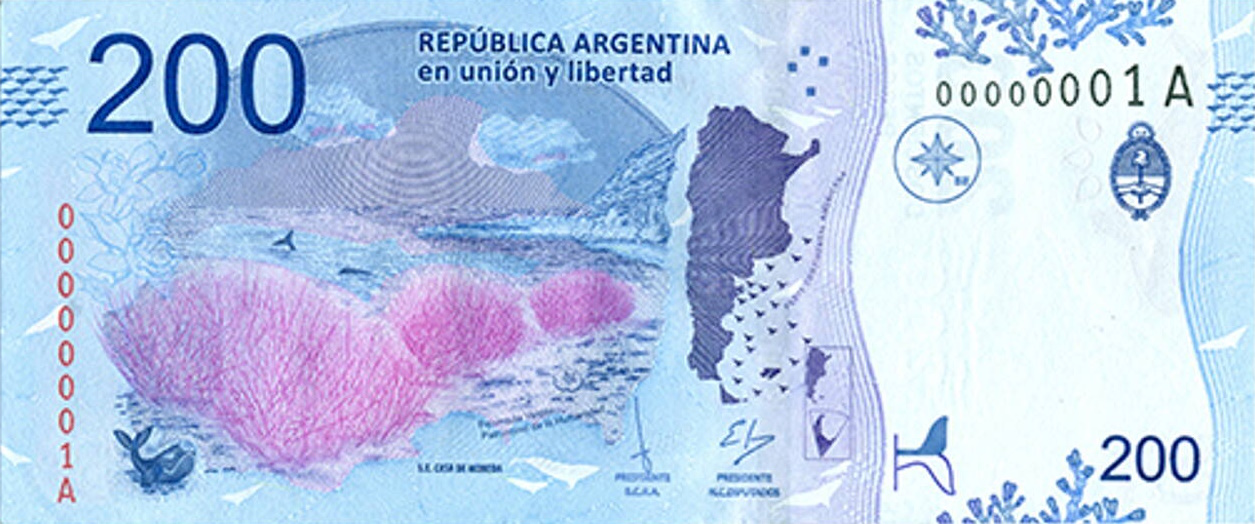 200
REPÚBLICA ARGENTINA
en unión y libertad
00000001 A
00000001A
S.E. CASA DE MONEDA
PRESIDENTE
B.C.R.A.
PRESIDENTE
H.C.DIPUTADOS
200